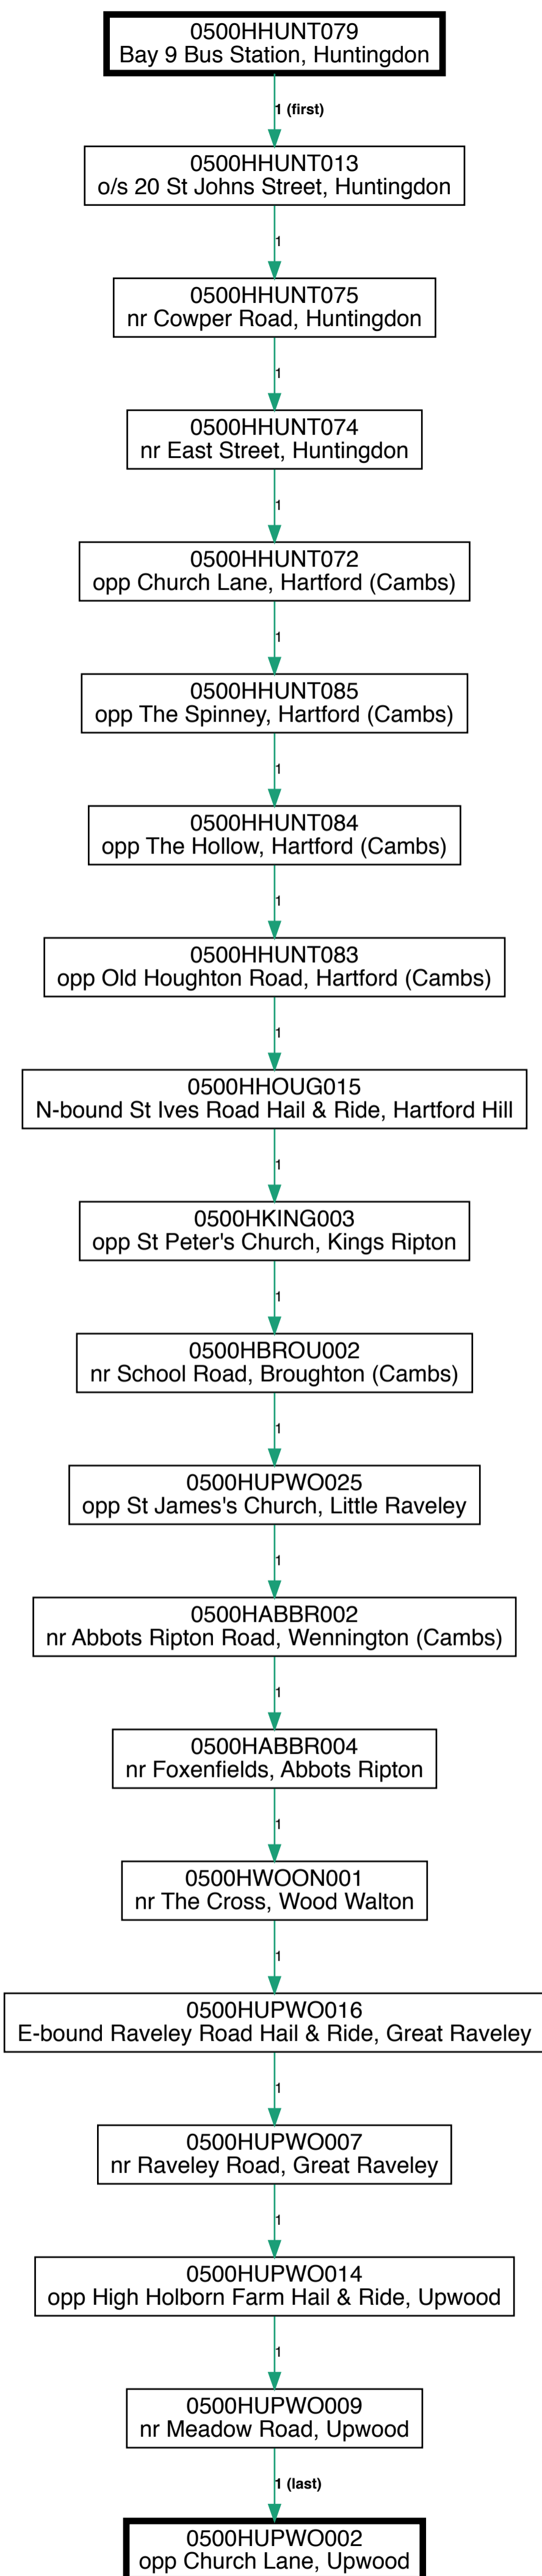 0500HHUNT079
Bay 9 Bus Station, Huntingdon
1 (first)
0500HHUNT013
o/s 20 St Johns Street, Huntingdon
1
0500HHUNT075
nr Cowper Road, Huntingdon
1
0500HHUNT074
nr East Street, Huntingdon
1
0500HHUNT072
opp Church Lane, Hartford (Cambs)
1
0500HHUNT085
opp The Spinney, Hartford (Cambs)
1
0500HHUNT084
opp The Hollow, Hartford (Cambs)
1
0500HHUNT083
opp Old Houghton Road, Hartford (Cambs)
1
0500HHOUG015
N-bound St Ives Road Hail & Ride, Hartford Hill
1
0500HKING003
opp St Peter's Church, Kings Ripton
1
0500HBROU002
nr School Road, Broughton (Cambs)
1
0500HUPWO025
opp St James's Church, Little Raveley
1
0500HABBR002
nr Abbots Ripton Road, Wennington (Cambs)
1
0500HABBR004
nr Foxenfields, Abbots Ripton
1
0500HWOON001
nr The Cross, Wood Walton
1
0500HUPWO016
E-bound Raveley Road Hail & Ride, Great Raveley
1
0500HUPWO007
nr Raveley Road, Great Raveley
1
0500HUPWO014
opp High Holborn Farm Hail & Ride, Upwood
1
0500HUPWO009
nr Meadow Road, Upwood
1 (last)
0500HUPWO002
opp Church Lane, Upwood